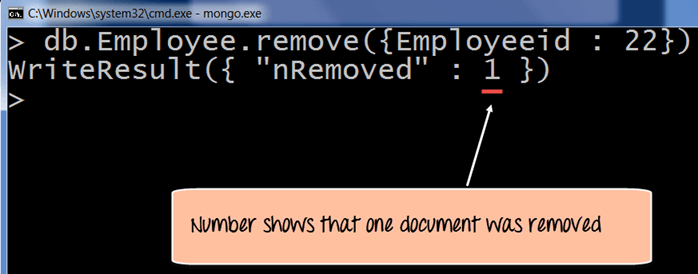 C:\Windows\system32\cmd.exe - mongo.exe
> db.Employee.remove({Employeeid : 22})
WriteResult({ "nRemoved" : 1 })
>
Number shows that one document was removed